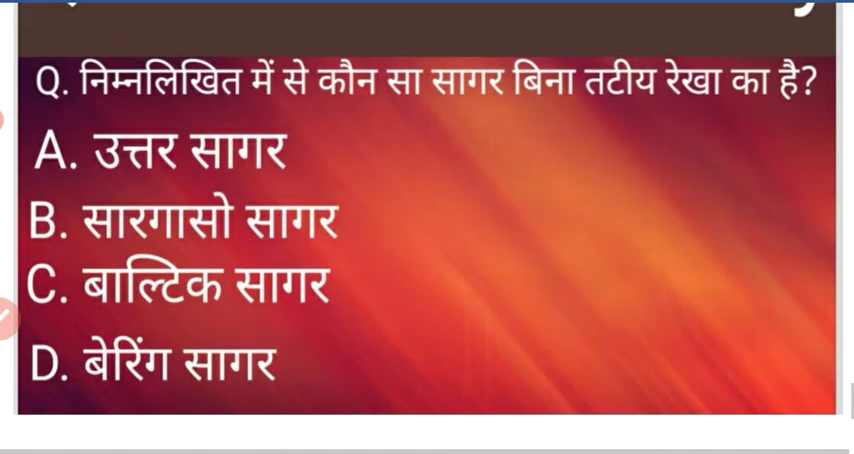 Q. निम्नलिखित में से कौन सा सागर बिना तटीय रेखा का है?
A. उत्तर सागर
B. सारगासो सागर
C. बाल्टिक सागर
D. बेरिंग सागर